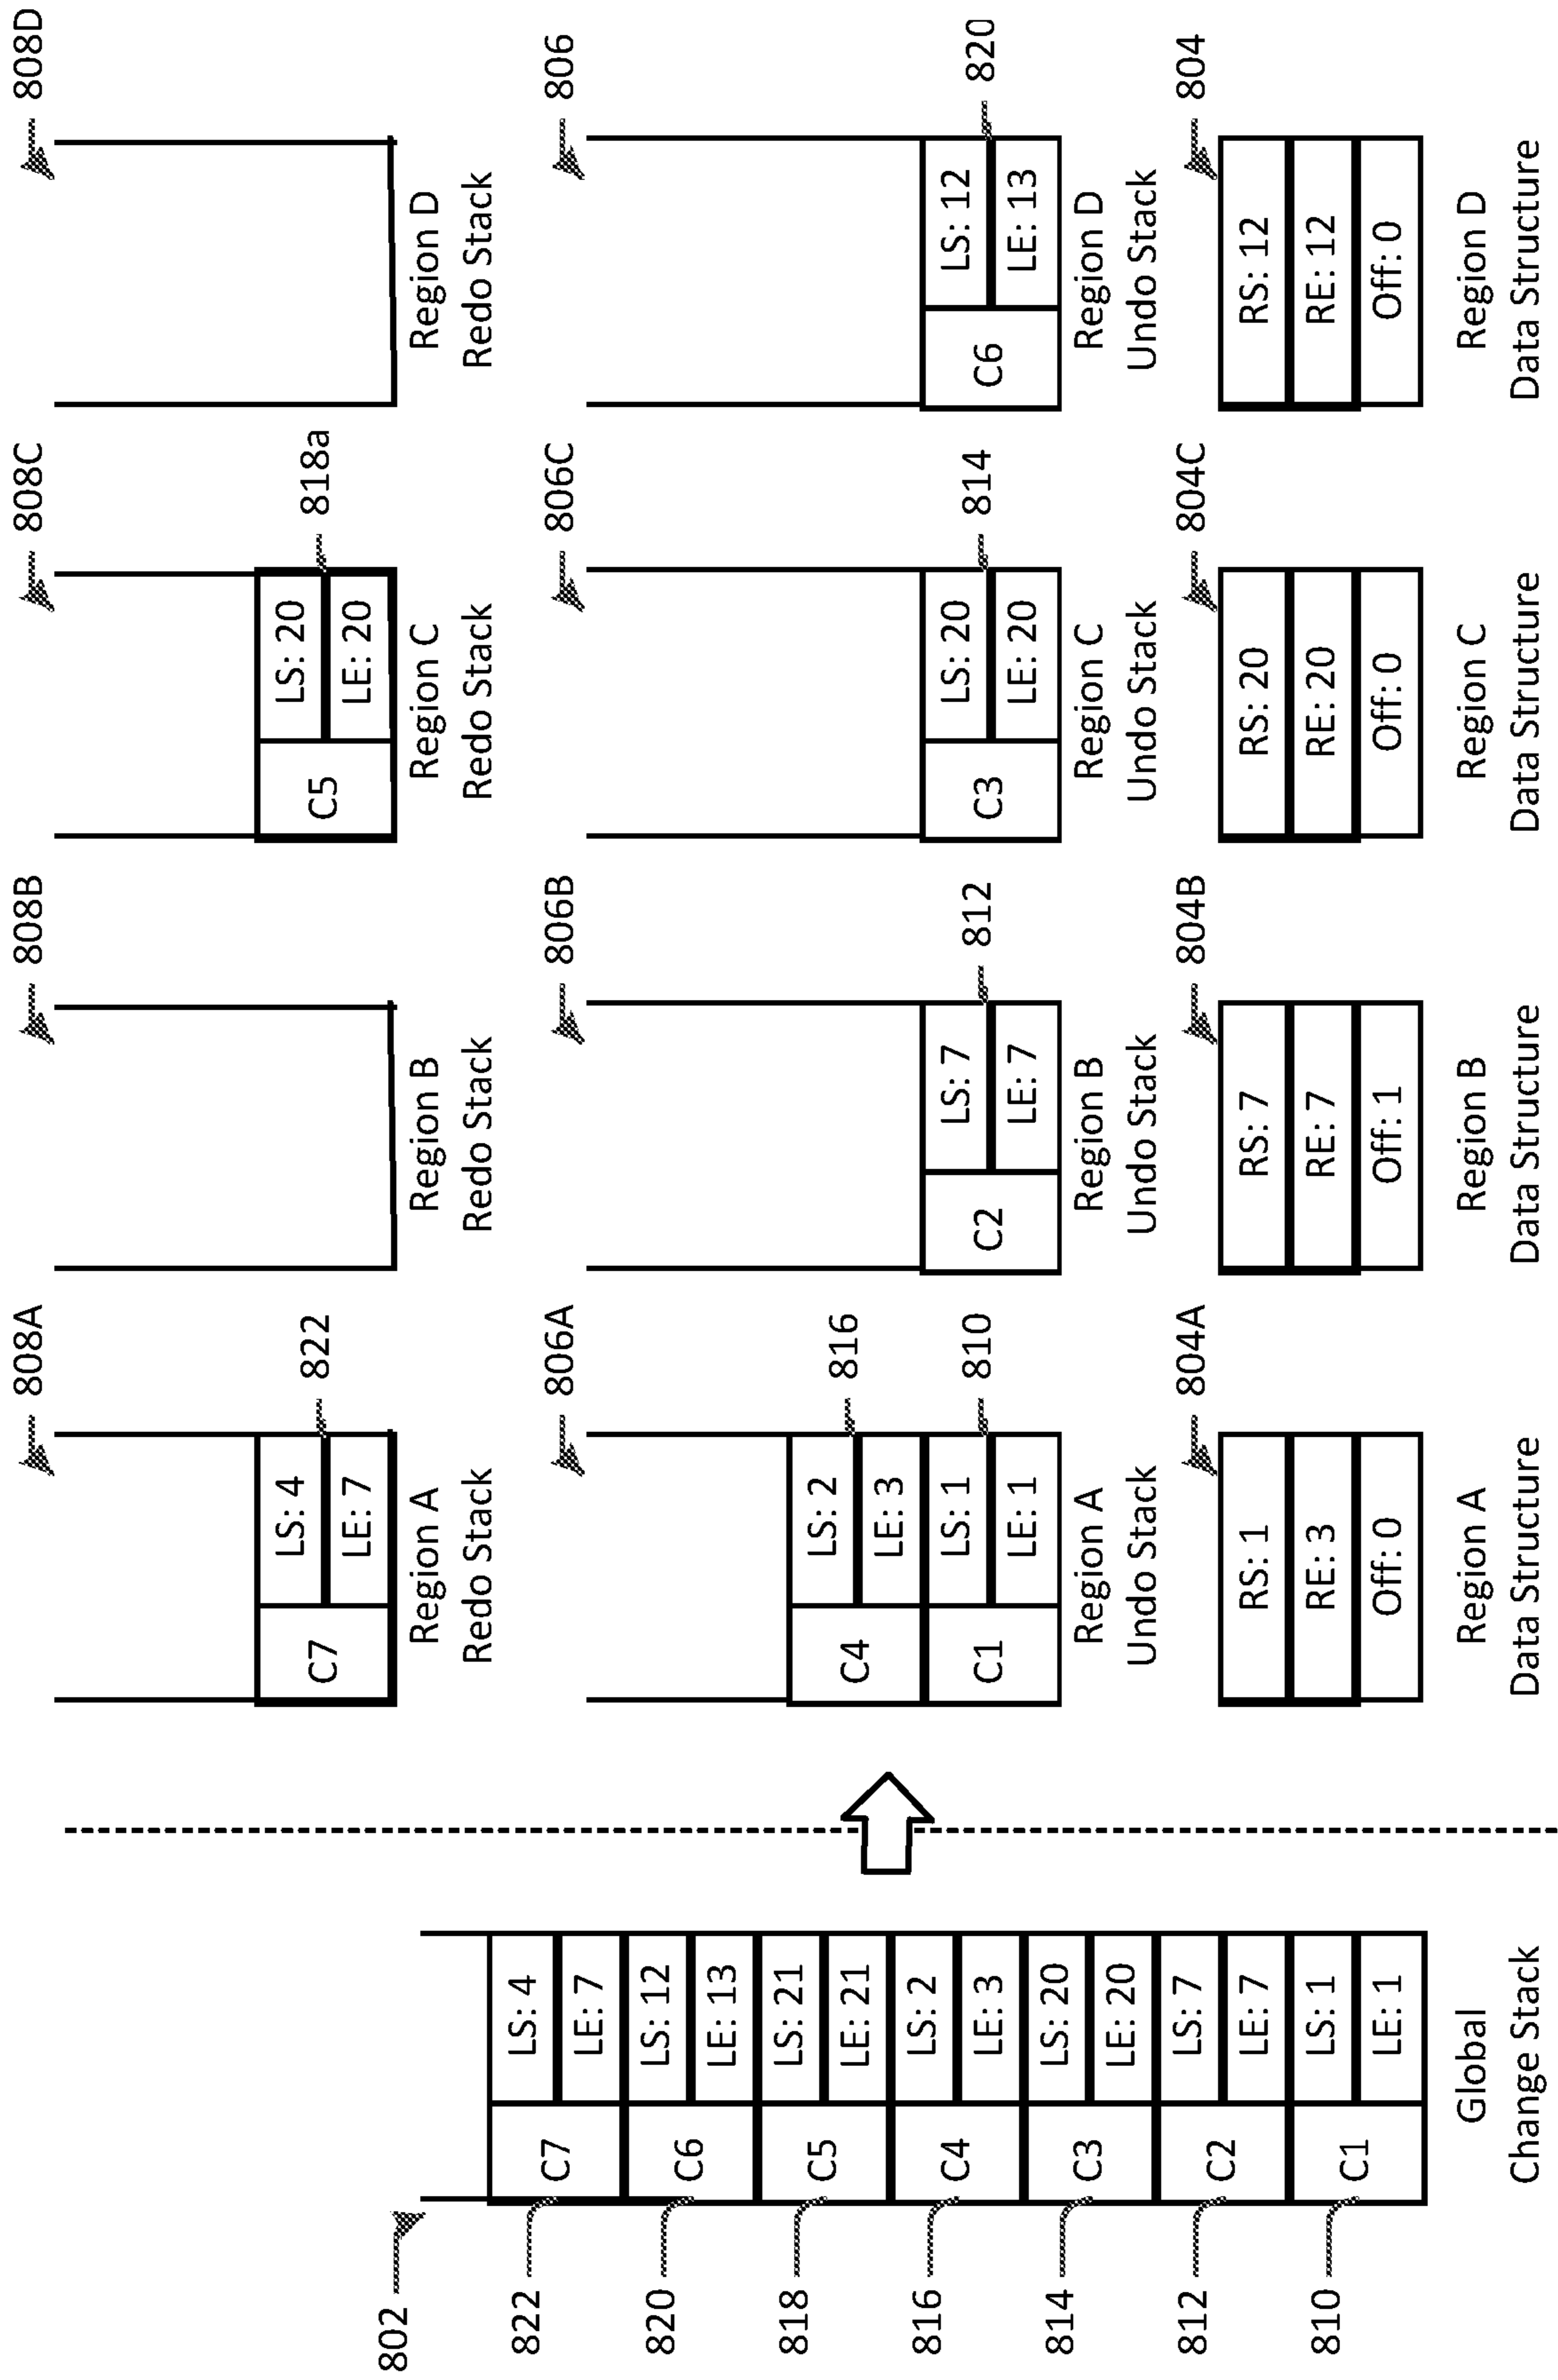 802
822
820
818
816
814
812
810
C7
LS: 4
LE: 7
C6
LS: 12
LE: 13
C5
LS: 21
LE: 21
C4
LS: 2
LE: 3
C3
LS: 20
LE: 20
C2
LS: 7
LE: 7
C1
LS: 1
LE: 1
Global
Change Stack
808A
C7
LS: 4
LE: 7
822
Region A
Redo Stack
808B
Region B
Redo Stack
808C
C5
LS: 20
LE: 20
818a
Region C
Redo Stack
808D
Region D
Redo Stack
806A
C4
LS: 2
LE: 3
816
C1
LS: 1
LE: 1
810
Region A
Undo Stack
806B
C2
LS: 7
LE: 7
812
Region B
Undo Stack
806C
C3
LS: 20
LE: 20
814
Region C
Undo Stack
806
C6
LS: 12
LE: 13
820
Region D
Undo Stack
804A
RS: 1
RE: 3
Off: 0
Region A
Data Structure
804B
RS: 7
RE: 7
Off: 1
Region B
Data Structure
804C
RS: 20
RE: 20
Off: 0
Region C
Data Structure
804
RS: 12
RE: 12
Off: 0
Region D
Data Structure